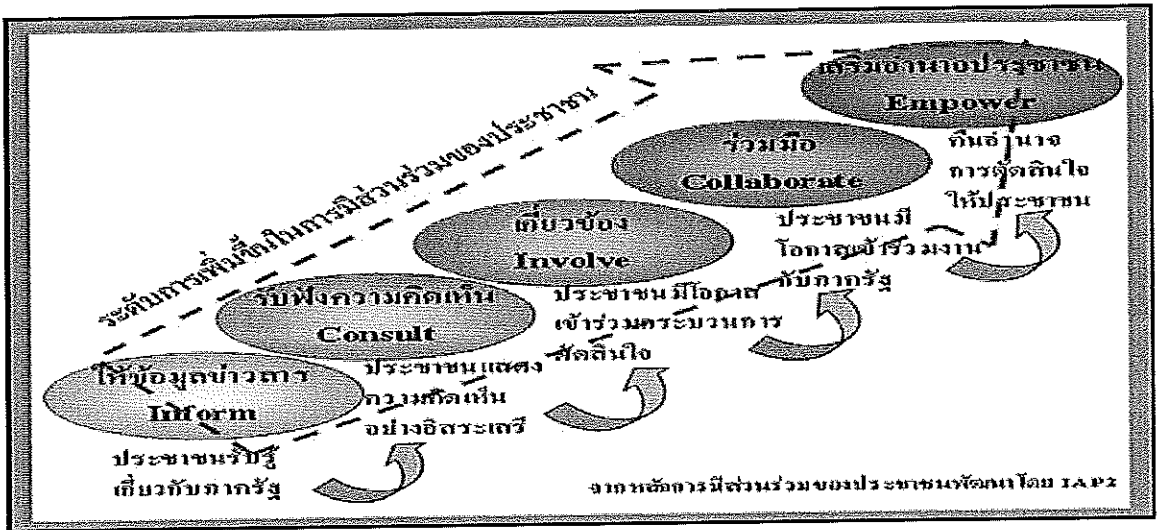 ระดับการเพิ่มขึ้นในการมีส่วนร่วมของประชาชน
เสริมอำนาจประชาชน
Empower
คืนอำนาจ
การตัดสินใจ
ให้ประชาชน
ร่วมมือ
Collaborate
ประชาชนมี
โอกาสเข้าร่วมงาน
กับภาครัฐ
เกี่ยวข้อง
Involve
ประชาชนมีโอกาส
เข้าร่วมกระบวนการ
ตัดสินใจ
รับฟังความคิดเห็น
Consult
ประชาชนแสดง
ความคิดเห็น
อย่างอิสระเสรี
ให้ข้อมูลข่าวสาร
Inform
ประชาชนรับรู้
เกี่ยวกับภาครัฐ
จากหลักการมีส่วนร่วมของประชาชนพัฒนาโดย IAP2